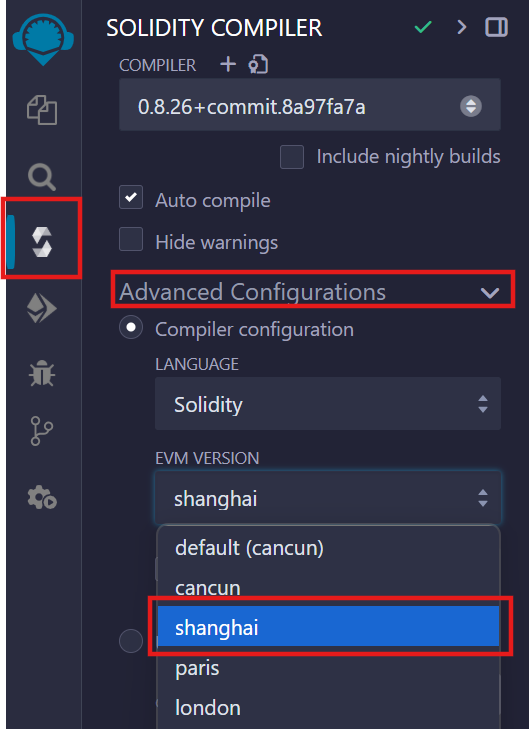 SOLIDITY COMPILER
COMPILER
0.8.26+commit.8a97fa7a
Include nightly builds
Auto compile
Hide warnings
Advanced Configurations
Compiler configuration
LANGUAGE
Solidity
EVM VERSION
shanghai
default (cancun)
cancun
shanghai
paris
london